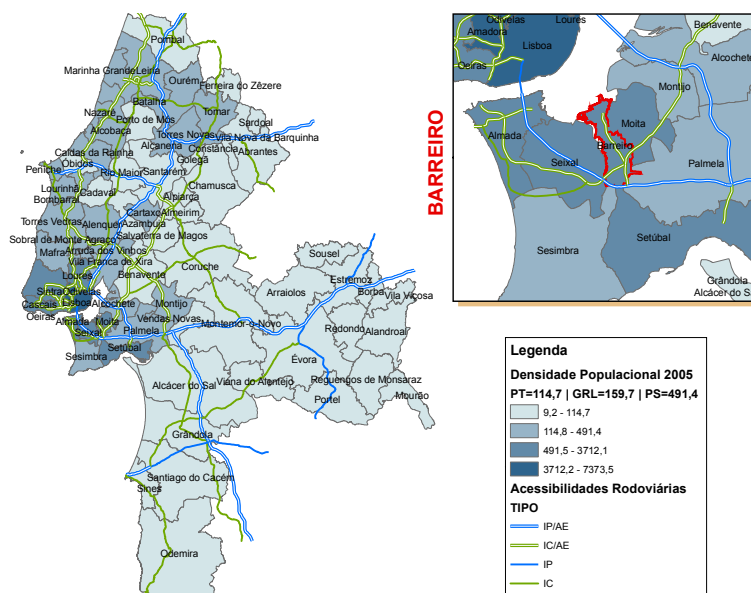 Pombal
Marinha Grande
Leiria
Ourém
Ferreira do Zêzere
Batalha
Nazaré
Porto de Mós
Tomar
Sardoal
Alcobaça
Torres Novas
Vila Nova da Barquinha
Alcanena
Constância
Abrantes
Caldas da Rainha
Golegã
Óbidos
Peniche
Rio Maior
Santarém
Chamusca
Lourinhã
Cadaval
Alpiarça
Bombarral
Cartaxo
Almeirim
Torres Vedras
Alenquer
Azambuja
Salvaterra de Magos
Sobral de Monte Agraço
Mafra
Arruda dos Vinhos
Vila Franca de Xira
Coruche
Sousel
Benavente
Loures
Estremoz
Borba
Vila Viçosa
Arraiolos
Sintra
Odivelas
Cascais
Lisboa
Alcochete
Montijo
Oeiras
Almada
Moita
Vendas Novas
Montemor-o-Novo
Redondo
Alandroal
Seixal
Palmela
Setúbal
Sesimbra
Évora
Viana do Alentejo
Reguengos de Monsaraz
Alcácer do Sal
Portel
Mourão
Grândola
Santiago do Cacém
Sines
Odemira
BARREIRO
Odivelas
Loures
Benavente
Amadora
Lisboa
Oeiras
Alcochete
Montijo
Moita
Almada
Barreiro
Seixal
Palmela
Setúbal
Sesimbra
Grândola
Alcácer do S
Legenda
Densidade Populacional 2005
PT=114,7 | GRL=159,7 | PS=491,4
9,2 - 114,7
114,8 - 491,4
491,5 - 3712,1
3712,2 - 7373,5
Acessibilidades Rodoviárias
TIPO
IP/AE
IC/AE
IP
IC